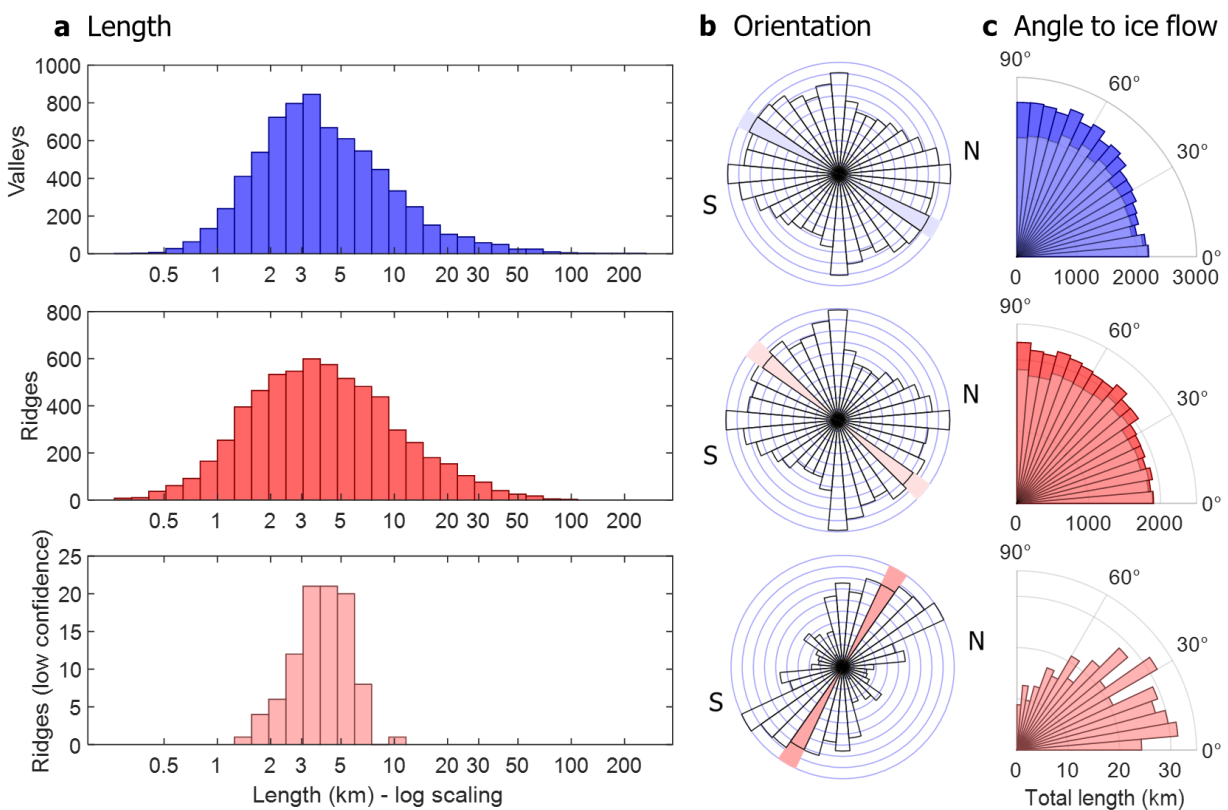 a Length
b Orientation
c Angle to ice flow
Valleys
1000
800
600
400
200
0
0.5 1 2 3 5 10 20 30 50 100 200
N
S
90°
60°
30°
0°
0 1000 2000 3000
Ridges
800
600
400
200
0
0.5 1 2 3 5 10 20 30 50 100 200
N
S
90°
60°
30°
0°
0 1000 2000
Ridges (low confidence)
25
20
15
10
5
0
0.5 1 2 3 5 10 20 30 50 100 200
Length (km) - log scaling
N
S
90°
60°
30°
0°
0 10 20 30
Total length (km)